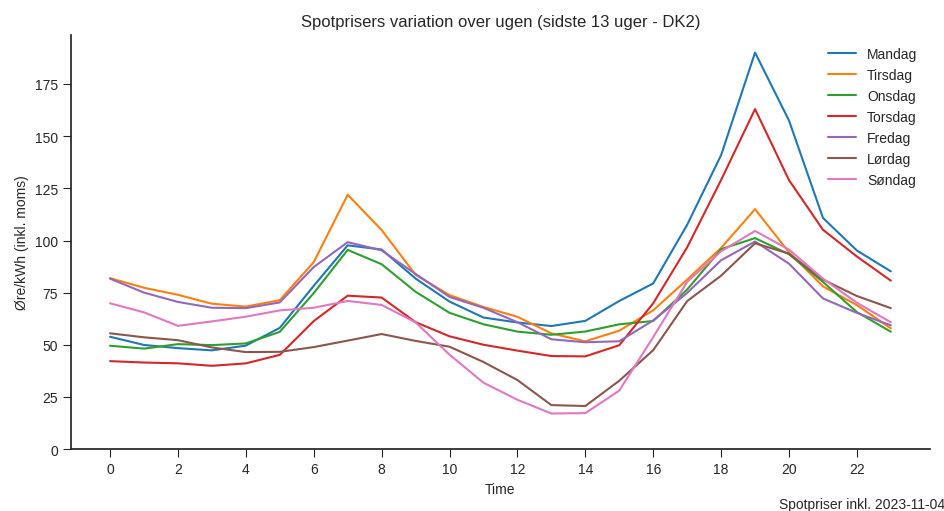 Spotprisers variation over ugen (sidste 13 uger - DK2)
Mandag
Tirsdag
Onsdag
Torsdag
Fredag
Lørdag
Søndag
Øre/kWh (inkl. moms)
175
150
125
100
75
50
25
0
0 2 4 6 8 10 12 14 16 18 20 22
Time
Spotpriser inkl. 2023-11-04